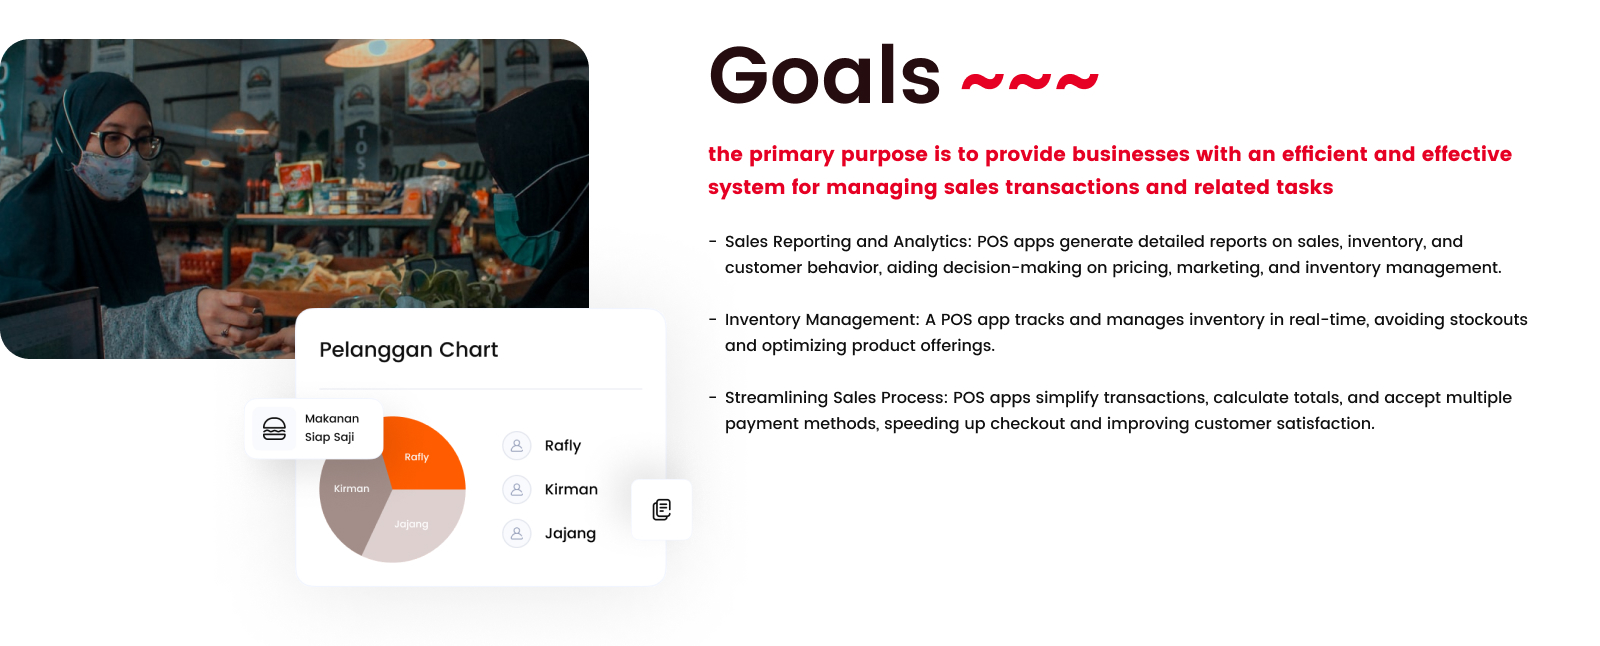 Goals ~~~
the primary purpose is to provide businesses with an efficient and effective
system for managing sales transactions and related tasks
- Sales Reporting and Analytics: POS apps generate detailed reports on sales, inventory, and
customer behavior, aiding decision-making on pricing, marketing, and inventory management.
- Inventory Management: A POS app tracks and manages inventory in real-time, avoiding stockouts
and optimizing product offerings.
- Streamlining Sales Process: POS apps simplify transactions, calculate totals, and accept multiple
payment methods, speeding up checkout and improving customer satisfaction.
Pelanggan Chart
Makanan
Siap Saji
Rafly
Kirman
Jajang
Rafly
Kirman
Jajang